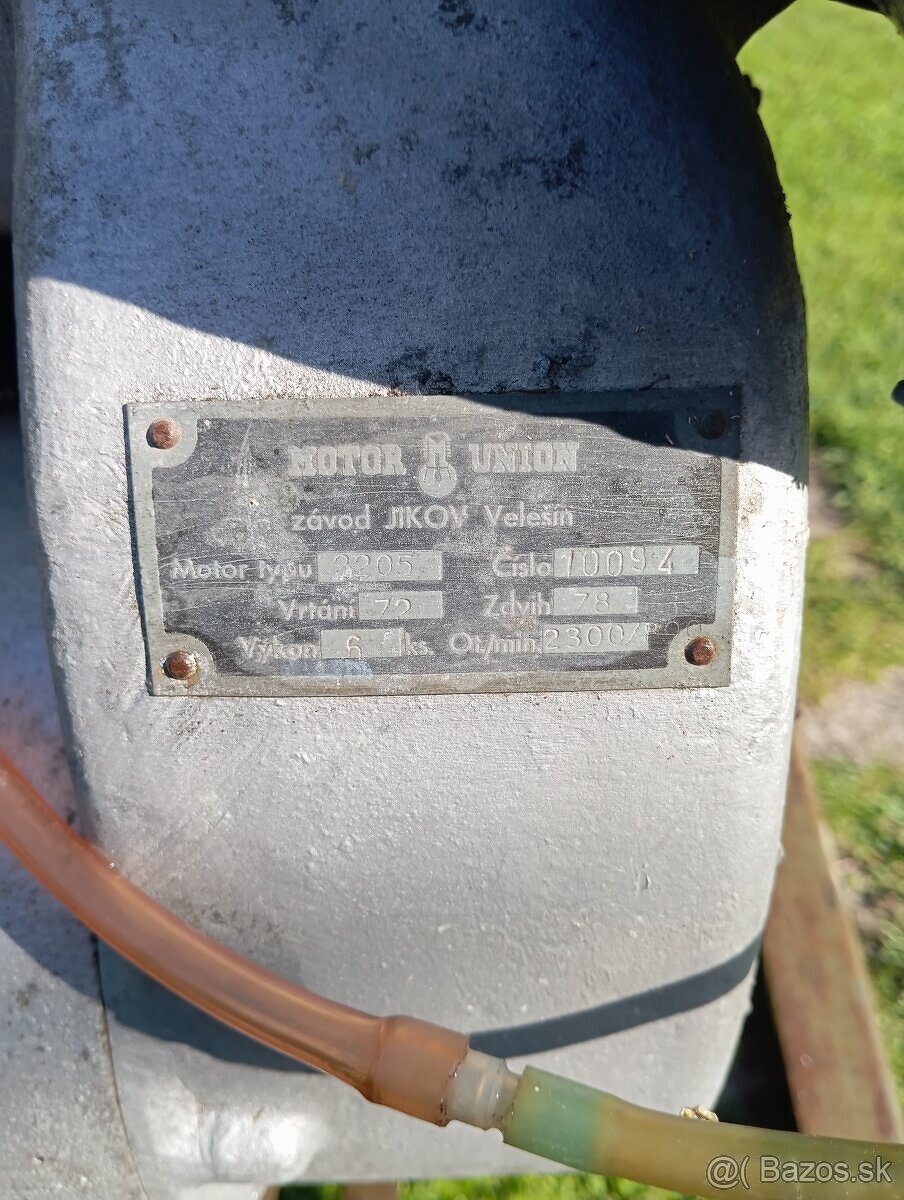 MOTOR UNION
závod JIKOV Velešín
Motor typu 2205 Číslo 10094
Vrtání 72 Zdvih 78
Výkon 6 ks. Ot/min. 2300/
@( Bazos.sk